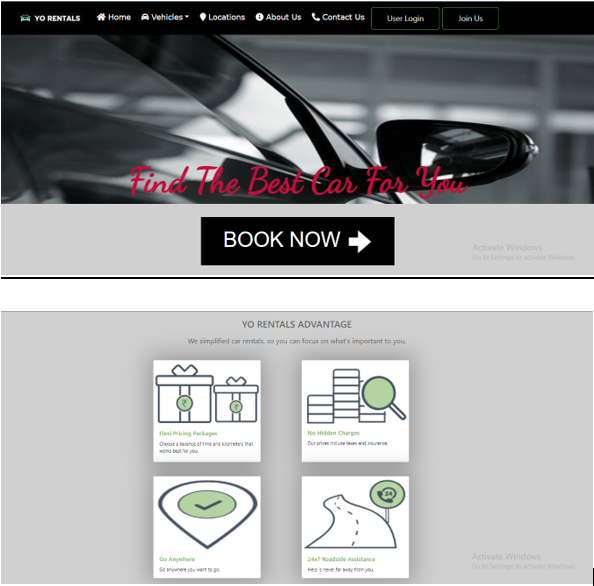 YO RENTALS Home Vehicles Locations About Us Contact Us User Login Join Us
Find The Best Car For You
BOOK NOW
Activate Windows
Go to Settings to activate Windows.
YO RENTALS ADVANTAGE
We simplified car rentals, so you can focus on what's important to you.
₹ ₹
Flexi Pricing Packages
Choose a balance of time and kilometers that
works best for you.
No Hidden Charges
Our prices include taxes and insurance.
24
Go Anywhere
Go anywhere you want to go.
24x7 Roadside Assistance
Help is never far away from you.
Activate Windows
Go to Settings to activate Windows.